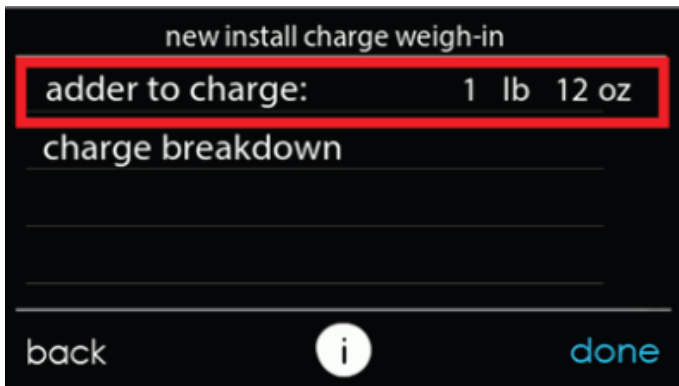 new install charge weigh-in
adder to charge: 1 lb 12 oz
charge breakdown
back i done